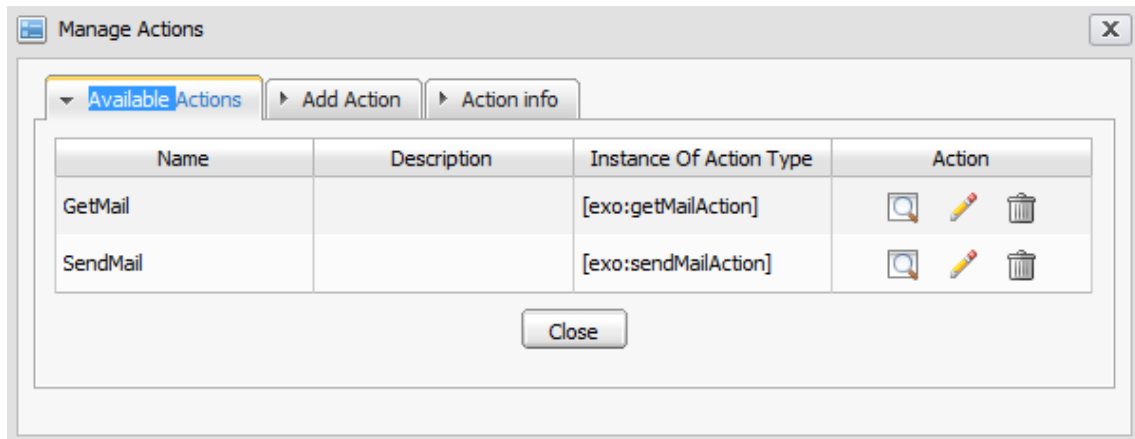 Manage Actions
Available Actions Add Action Action info
Name Description Instance Of Action Type Action
GetMail [exo:getMailAction]
SendMail [exo:sendMailAction]
Close